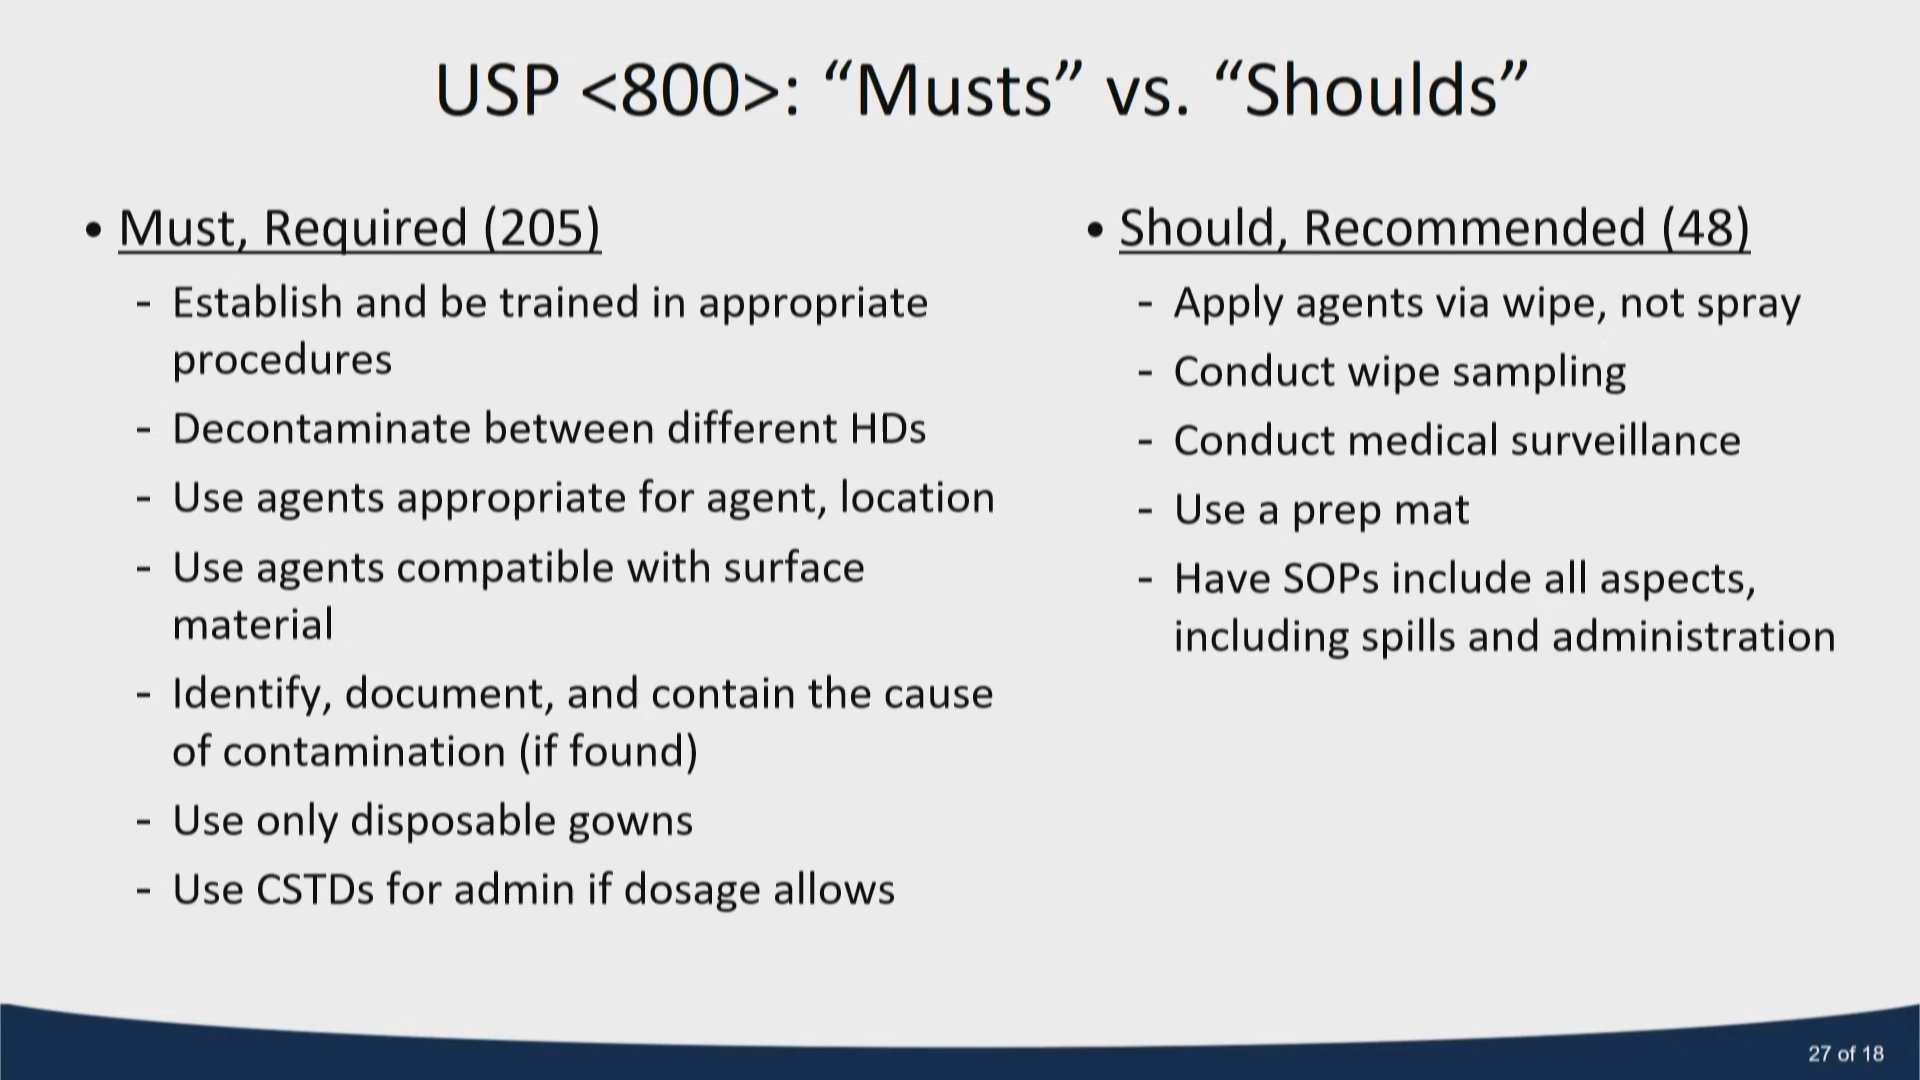 USP <800>: “Musts” vs. “Shoulds”
• Must, Required (205)
- Establish and be trained in appropriate
procedures
- Decontaminate between different HDs
- Use agents appropriate for agent, location
- Use agents compatible with surface
material
- Identify, document, and contain the cause
of contamination (if found)
- Use only disposable gowns
- Use CSTDs for admin if dosage allows
• Should, Recommended (48)
- Apply agents via wipe, not spray
- Conduct wipe sampling
- Conduct medical surveillance
- Use a prep mat
- Have SOPs include all aspects,
including spills and administration
27 of 18